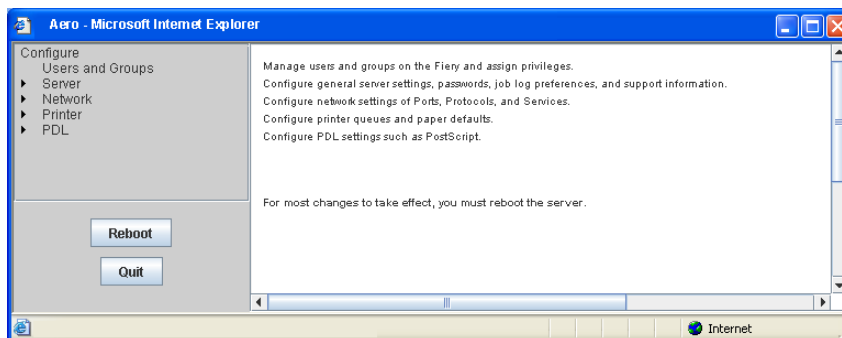 Aero - Microsoft Internet Explorer
Configure
Users and Groups
Server
Network
Printer
PDL
Manage users and groups on the Fiery and assign privileges.
Configure general server settings, passwords, job log preferences, and support information.
Configure network settings of Ports, Protocols, and Services.
Configure printer queues and paper defaults.
Configure PDL settings such as PostScript.
For most changes to take effect, you must reboot the server.
Reboot
Quit
Internet